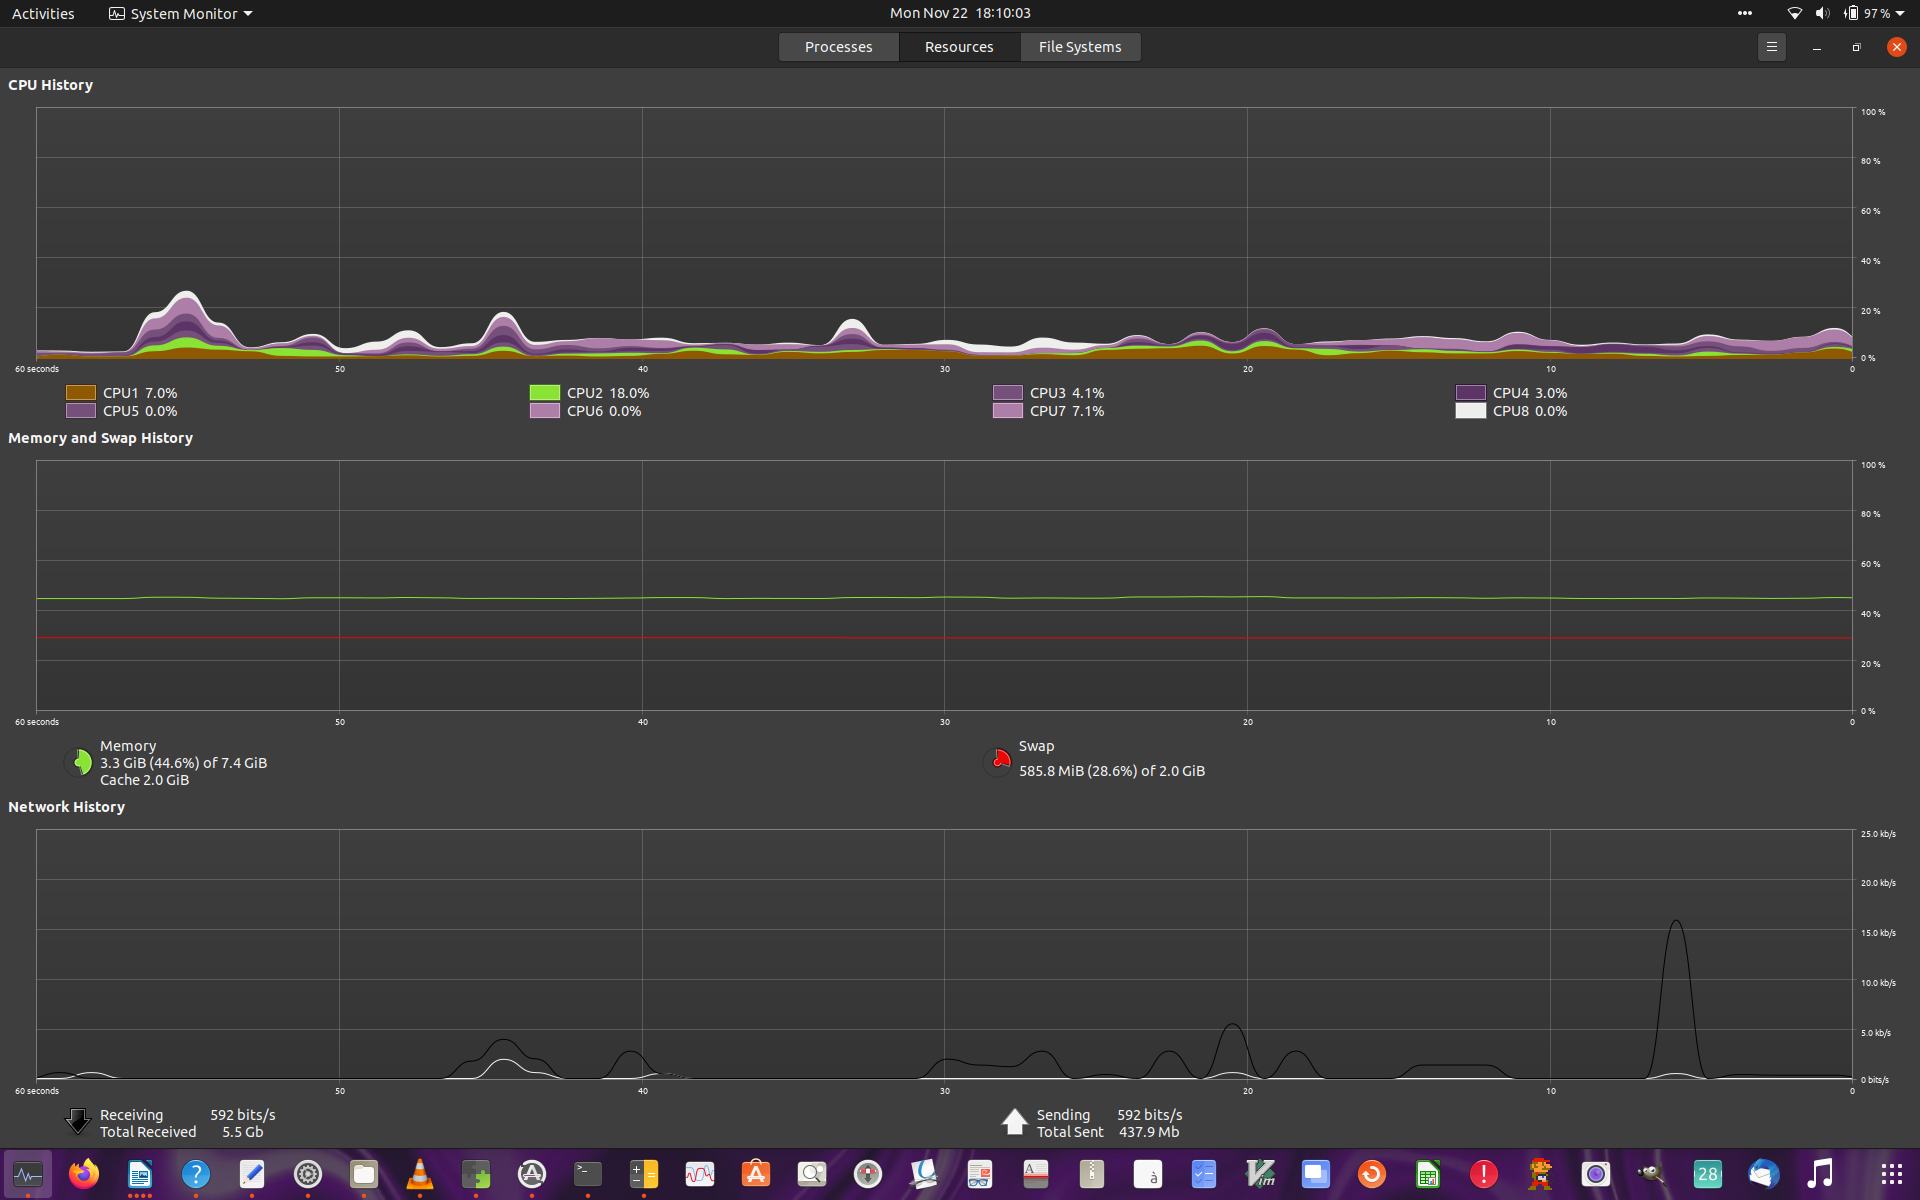 Activities
System Monitor
Mon Nov 22 18:10:03
97 %
Processes
Resources
File Systems
CPU History
100 %
80 %
60 %
40 %
20 %
0 %
60 seconds
50
40
30
20
10
0
CPU1 7.0%
CPU2 18.0%
CPU3 4.1%
CPU4 3.0%
CPU5 0.0%
CPU6 0.0%
CPU7 7.1%
CPU8 0.0%
Memory and Swap History
100 %
80 %
60 %
40 %
20 %
0 %
60 seconds
50
40
30
20
10
0
Memory
3.3 GiB (44.6%) of 7.4 GiB
Cache 2.0 GiB
Swap
585.8 MiB (28.6%) of 2.0 GiB
Network History
25.0 kb/s
20.0 kb/s
15.0 kb/s
10.0 kb/s
5.0 kb/s
0 bits/s
60 seconds
50
40
30
20
10
0
Receiving 592 bits/s
Total Received 5.5 Gb
Sending 592 bits/s
Total Sent 437.9 Mb
?
>_
A
à
Vim
!
28